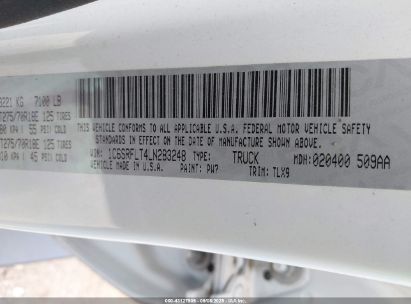 3221 KG 7100 LB
T275/70R18E 125 TIRES
80 KPA/ 55 PSI COLD
T275/70R18E 125 TIRES
10 KPA/ 45 PSI COLD
THIS VEHICLE CONFORMS TO ALL APPLICABLE U.S.A. FEDERAL MOTOR VEHICLE SAFETY
STANDARDS IN EFFECT ON THE DATE OF MANUFACTURE SHOWN ABOVE.
VIN: 1C6SRFLT4LN283248 TYPE: TRUCK MDH: 020400 509AA
VEHICLE MADE IN U.S.A. PAINT: PW7 TRIM: TLX9